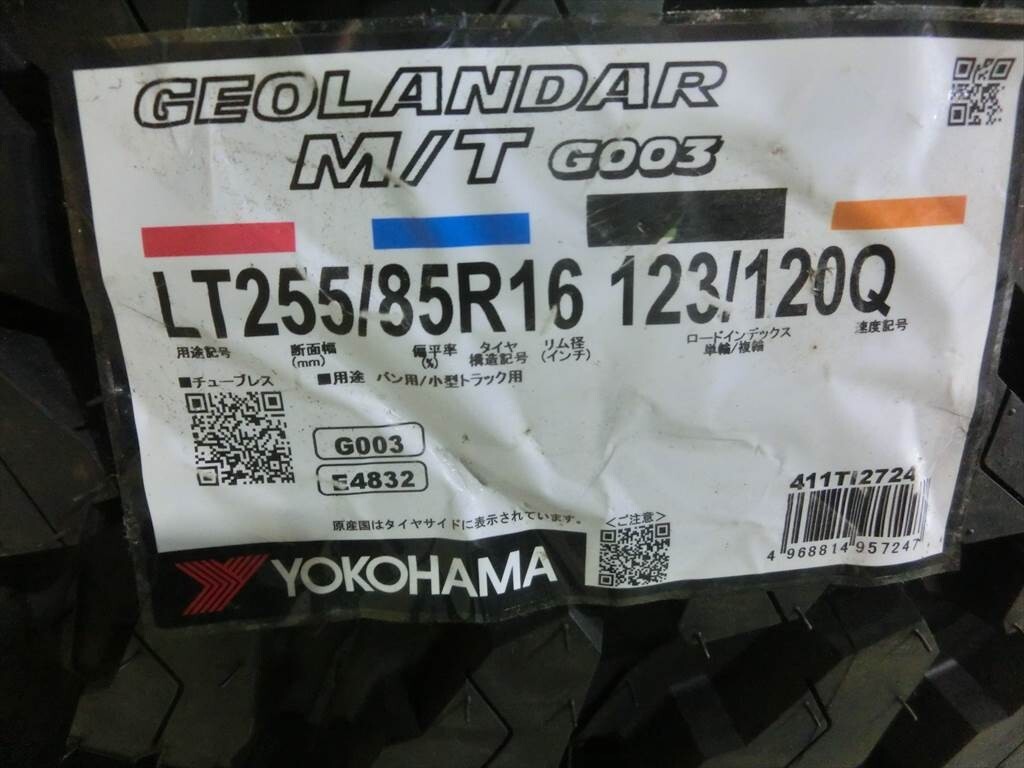 GEOLANDAR
M/T G003
LT255/85R16 123/120Q
用途記号 断面幅(mm) 偏平率(%) タイヤ構造記号 リム径(インチ) ロードインデックス 単輪/複輪 速度記号
■チューブレス ■用途 バン用/小型トラック用
G003
E4832
411TI2724
原産国はタイヤサイドに表示されています。
<ご注意>
4 968814 957247
YOKOHAMA